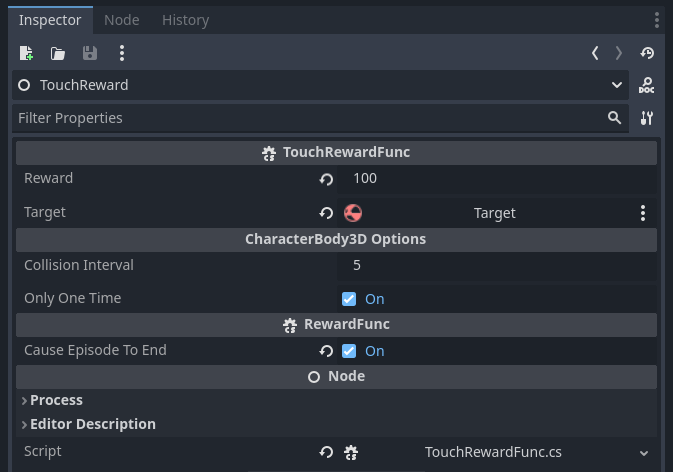 Inspector Node History
TouchReward
DOC
Filter Properties
TouchRewardFunc
Reward 100
Target Target
CharacterBody3D Options
Collision Interval 5
Only One Time On
RewardFunc
Cause Episode To End On
Node
Process
Editor Description
Script TouchRewardFunc.cs